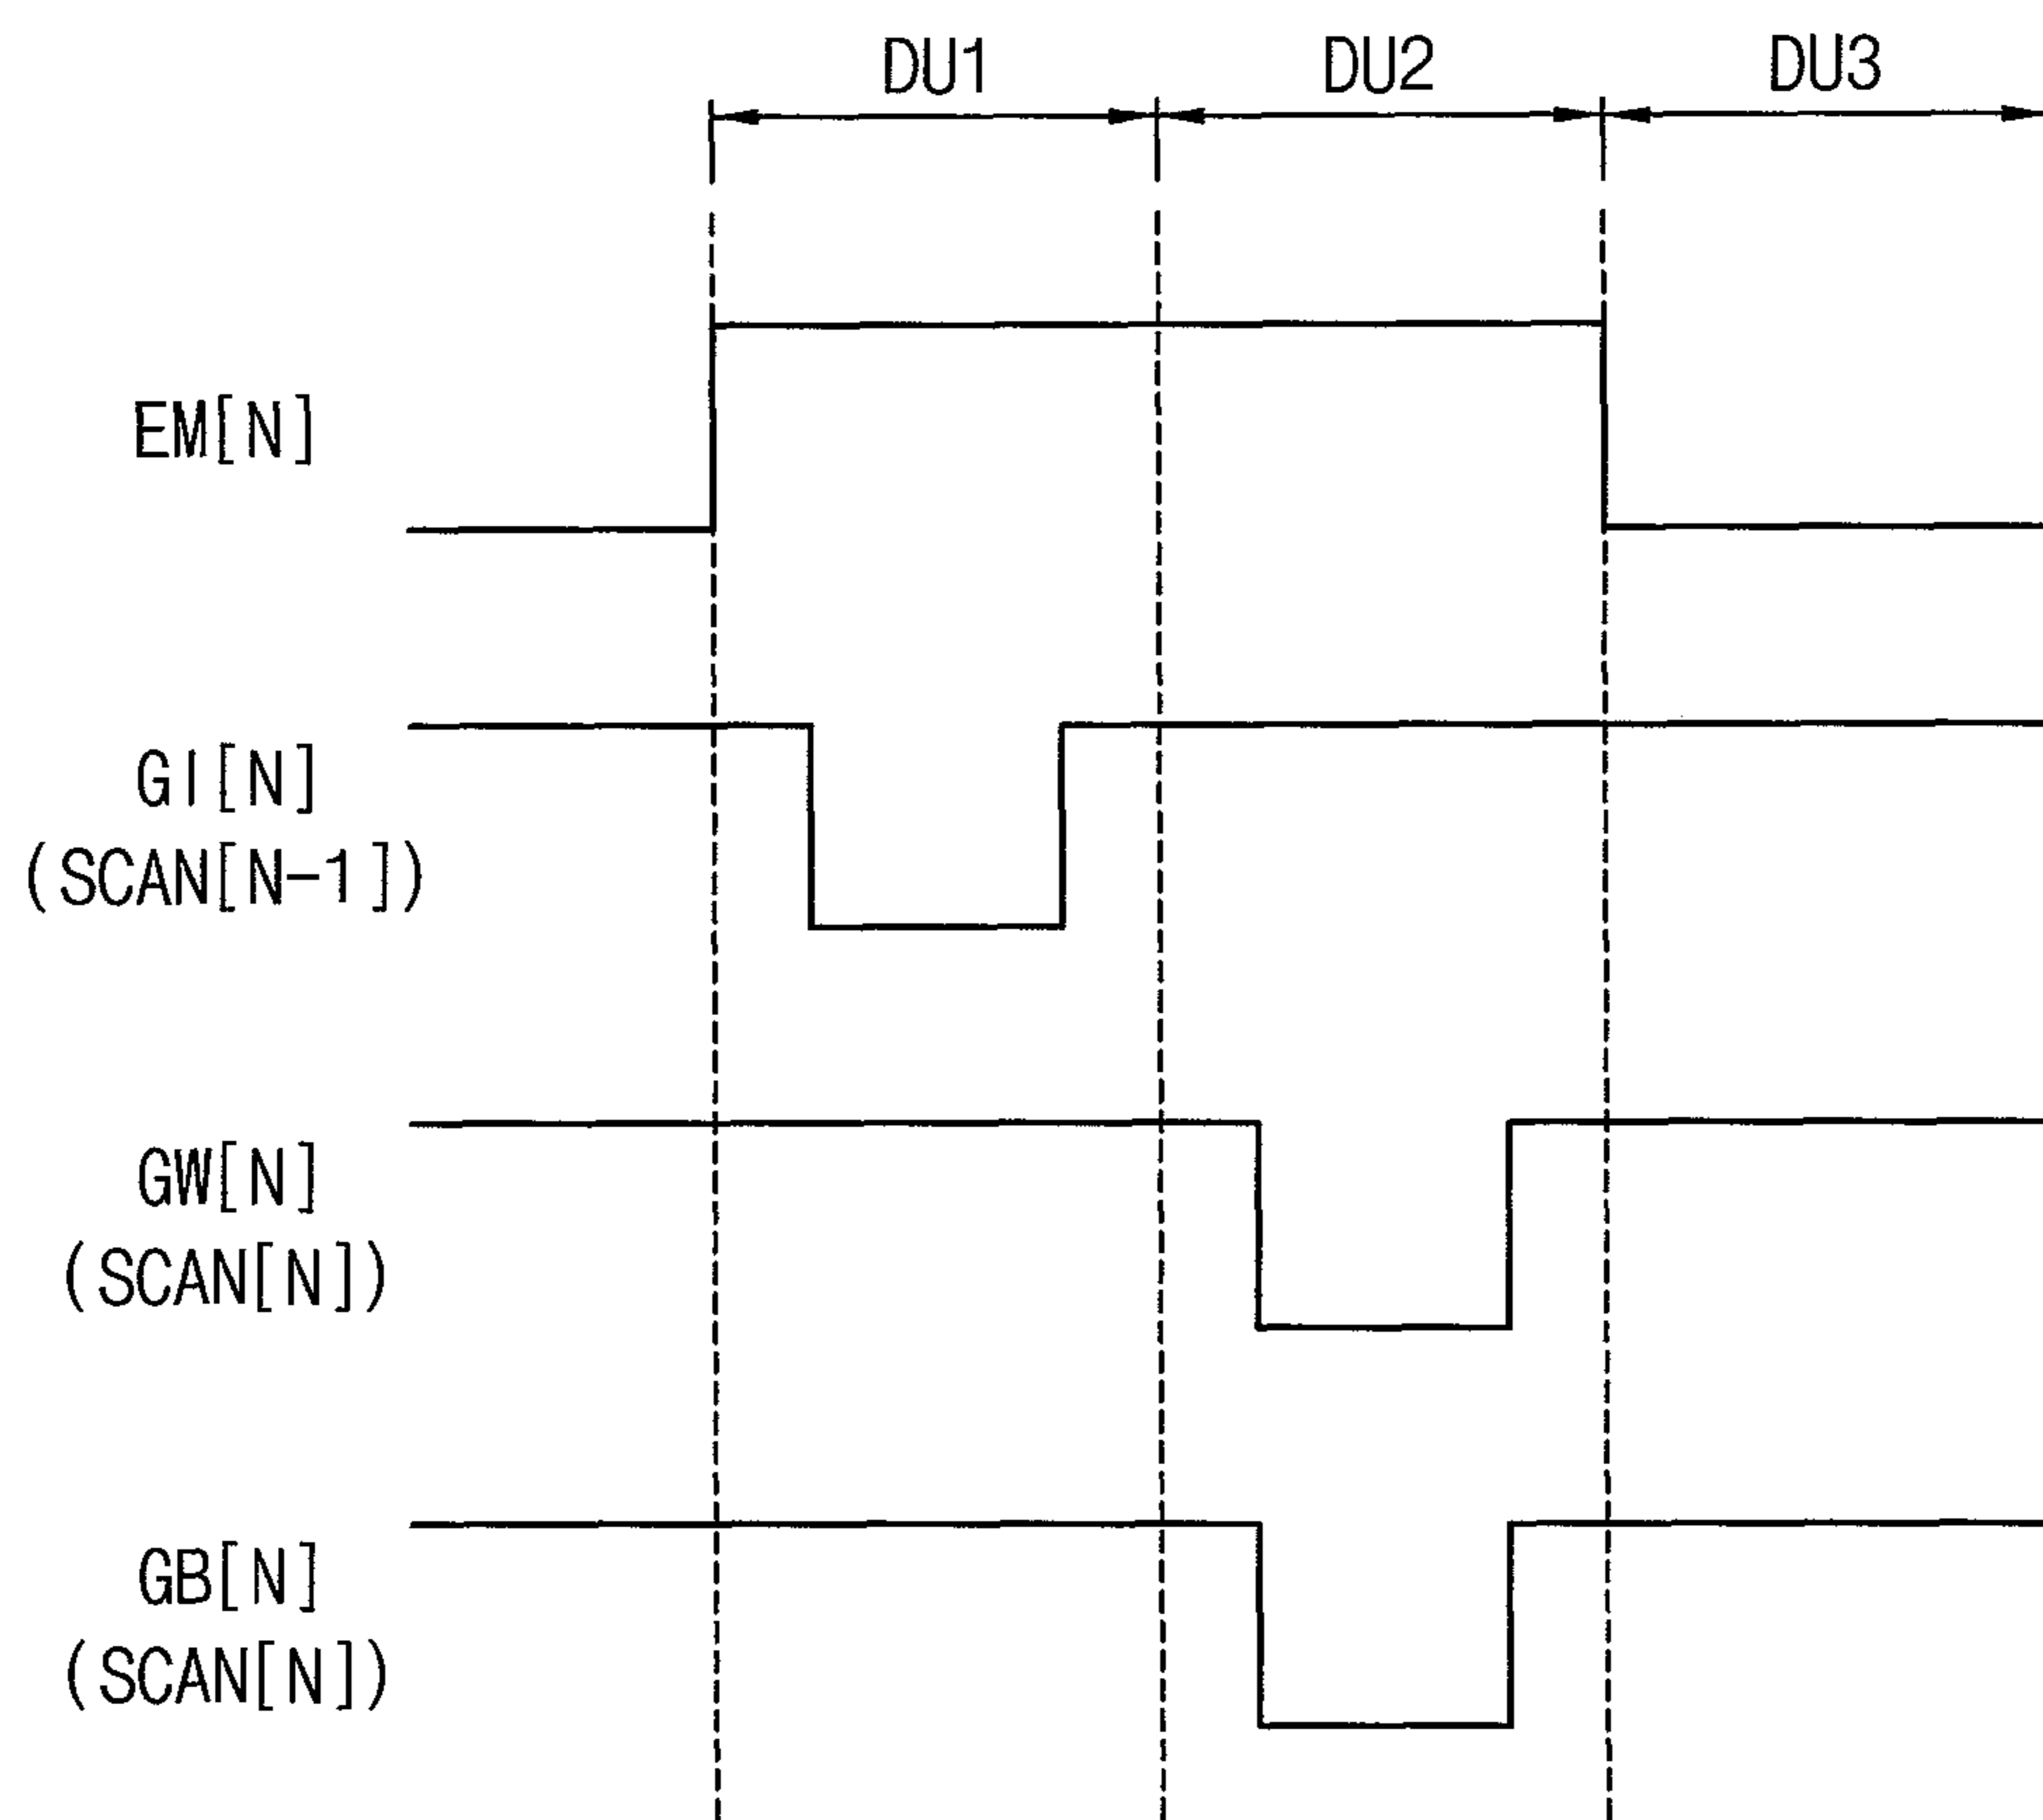 DU1 DU2 DU3
EM[N]
GI[N]
(SCAN[N-1])
GW[N]
(SCAN[N])
GB[N]
(SCAN[N])